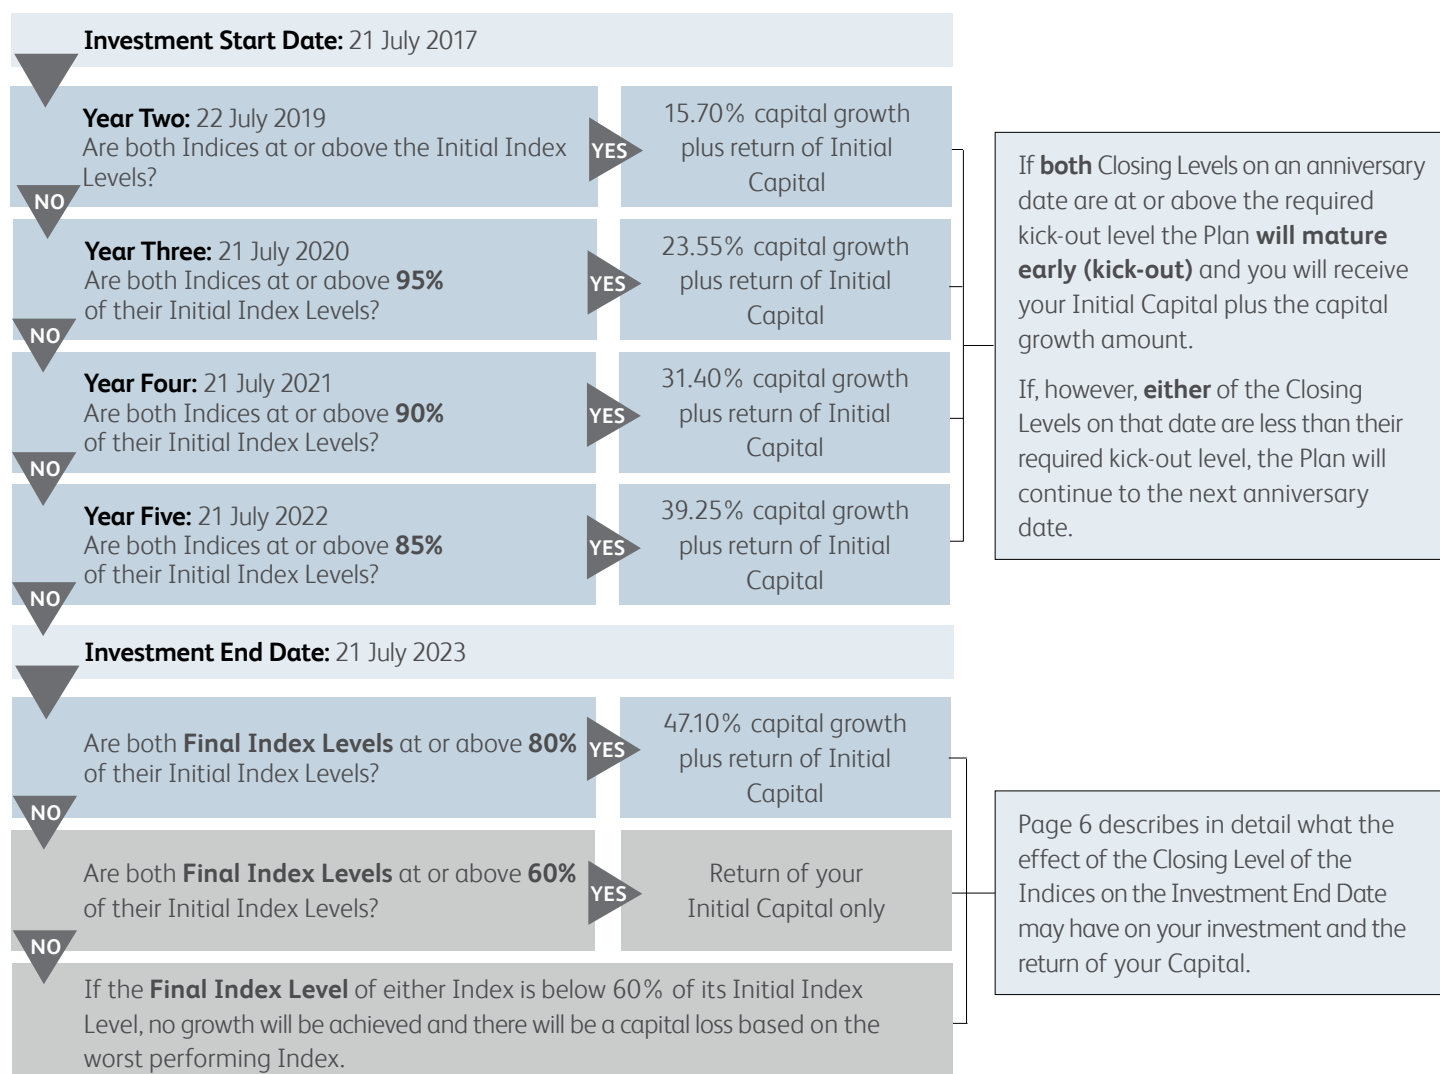 Investment Start Date: 21 July 2017
Year Two: 22 July 2019
Are both Indices at or above the Initial Index
Levels?
YES
15.70% capital growth
plus return of Initial
Capital
NO
Year Three: 21 July 2020
Are both Indices at or above 95%
of their Initial Index Levels?
YES
23.55% capital growth
plus return of Initial
Capital
NO
Year Four: 21 July 2021
Are both Indices at or above 90%
of their Initial Index Levels?
YES
31.40% capital growth
plus return of Initial
Capital
NO
Year Five: 21 July 2022
Are both Indices at or above 85%
of their Initial Index Levels?
YES
39.25% capital growth
plus return of Initial
Capital
NO
If both Closing Levels on an anniversary
date are at or above the required
kick-out level the Plan will mature
early (kick-out) and you will receive
your Initial Capital plus the capital
growth amount.
If, however, either of the Closing
Levels on that date are less than their
required kick-out level, the Plan will
continue to the next anniversary
date.
Investment End Date: 21 July 2023
Are both Final Index Levels at or above 80%
of their Initial Index Levels?
YES
47.10% capital growth
plus return of Initial
Capital
NO
Are both Final Index Levels at or above 60%
of their Initial Index Levels?
YES
Return of your
Initial Capital only
NO
If the Final Index Level of either Index is below 60% of its Initial Index
Level, no growth will be achieved and there will be a capital loss based on the
worst performing Index.
Page 6 describes in detail what the
effect of the Closing Level of the
Indices on the Investment End Date
may have on your investment and the
return of your Capital.